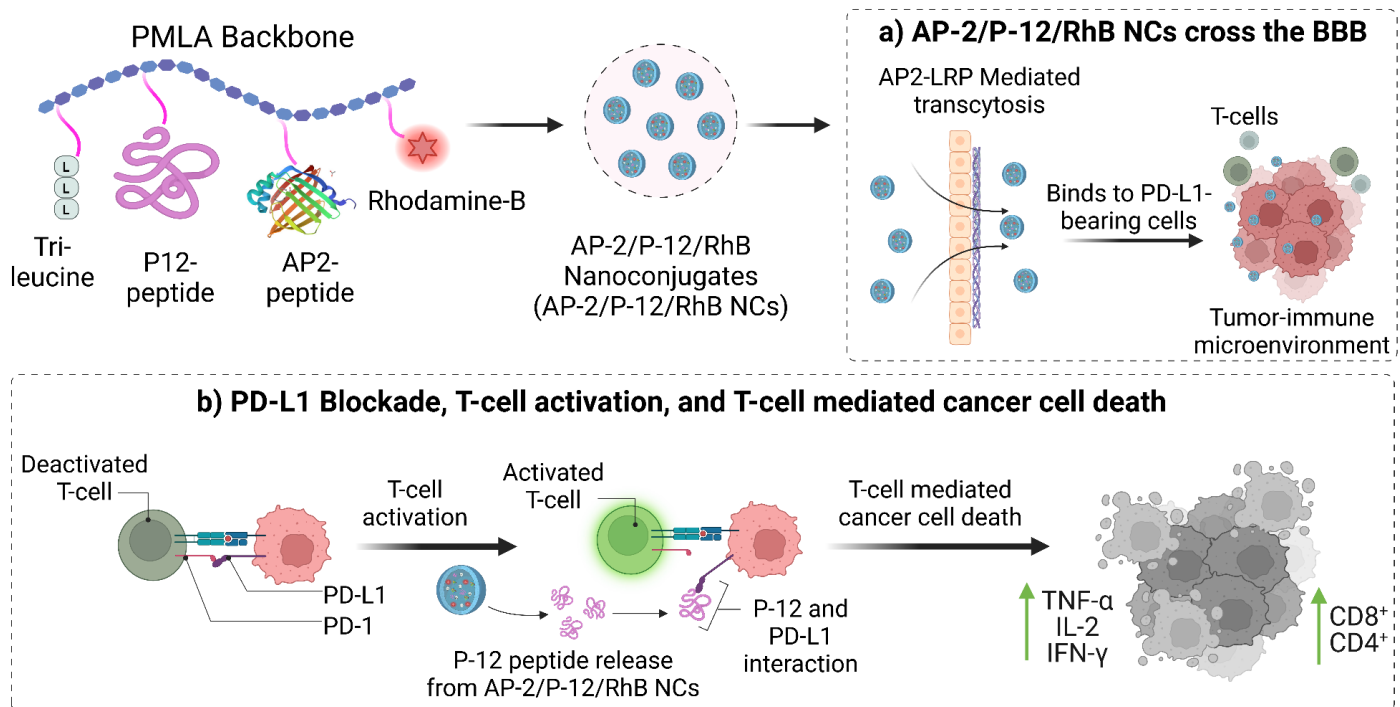 PMLA Backbone
L
L
L
Tri-
leucine
P12-
peptide
AP2-
peptide
Rhodamine-B
AP-2/P-12/RhB
Nanoconjugates
(AP-2/P-12/RhB NCs)
a) AP-2/P-12/RhB NCs cross the BBB
AP2-LRP Mediated
transcytosis
Binds to PD-L1-
bearing cells
T-cells
Tumor-immune
microenvironment
b) PD-L1 Blockade, T-cell activation, and T-cell mediated cancer cell death
Deactivated
T-cell
PD-L1
PD-1
T-cell
activation
P-12 peptide release
from AP-2/P-12/RhB NCs
Activated
T-cell
P-12 and
PD-L1
interaction
T-cell mediated
cancer cell death
TNF-α
IL-2
IFN-γ
CD8⁺
CD4⁺